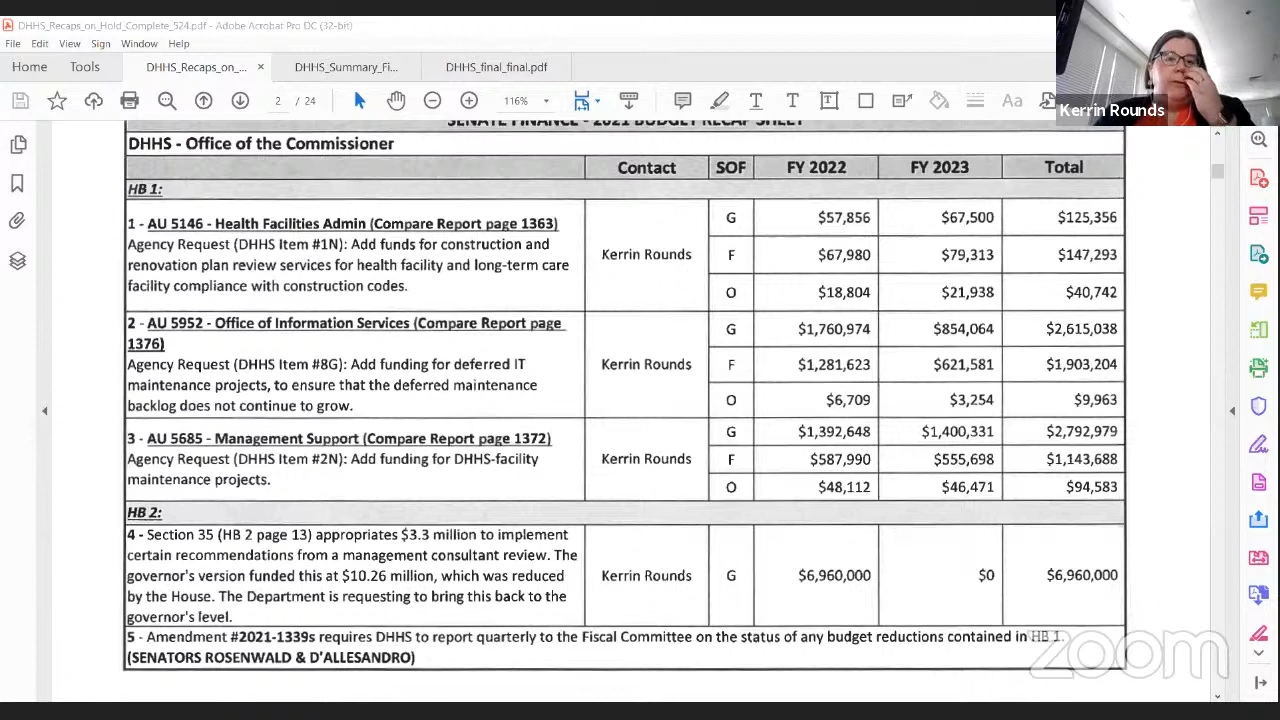 DHHS_Recaps_on_Hold_Complete_524.pdf - Adobe Acrobat Pro DC (32-bit)
File Edit View Sign Window Help
Home Tools DHHS_Recaps_on_... × DHHS_Summary_Fi... DHHS_final_final.pdf
2 / 24 116%
Kerrin Rounds
SENATE FINANCE - 2021 BUDGET RECAP SHEET
DHHS - Office of the Commissioner
Contact SOF FY 2022 FY 2023 Total
HB 1:
1 - AU 5146 - Health Facilities Admin (Compare Report page 1363)
Agency Request (DHHS Item #1N): Add funds for construction and
renovation plan review services for health facility and long-term care
facility compliance with construction codes.
Kerrin Rounds
G $57,856 $67,500 $125,356
F $67,980 $79,313 $147,293
O $18,804 $21,938 $40,742
2 - AU 5952 - Office of Information Services (Compare Report page
1376)
Agency Request (DHHS Item #8G): Add funding for deferred IT
maintenance projects, to ensure that the deferred maintenance
backlog does not continue to grow.
Kerrin Rounds
G $1,760,974 $854,064 $2,615,038
F $1,281,623 $621,581 $1,903,204
O $6,709 $3,254 $9,963
3 - AU 5685 - Management Support (Compare Report page 1372)
Agency Request (DHHS Item #2N): Add funding for DHHS-facility
maintenance projects.
Kerrin Rounds
G $1,392,648 $1,400,331 $2,792,979
F $587,990 $555,698 $1,143,688
O $48,112 $46,471 $94,583
HB 2:
4 - Section 35 (HB 2 page 13) appropriates $3.3 million to implement
certain recommendations from a management consultant review. The
governor's version funded this at $10.26 million, which was reduced
by the House. The Department is requesting to bring this back to the
governor's level.
Kerrin Rounds
G $6,960,000 $0 $6,960,000
5 - Amendment #2021-1339s requires DHHS to report quarterly to the Fiscal Committee on the status of any budget reductions contained in HB 1.
(SENATORS ROSENWALD & D'ALLESANDRO)
zoom